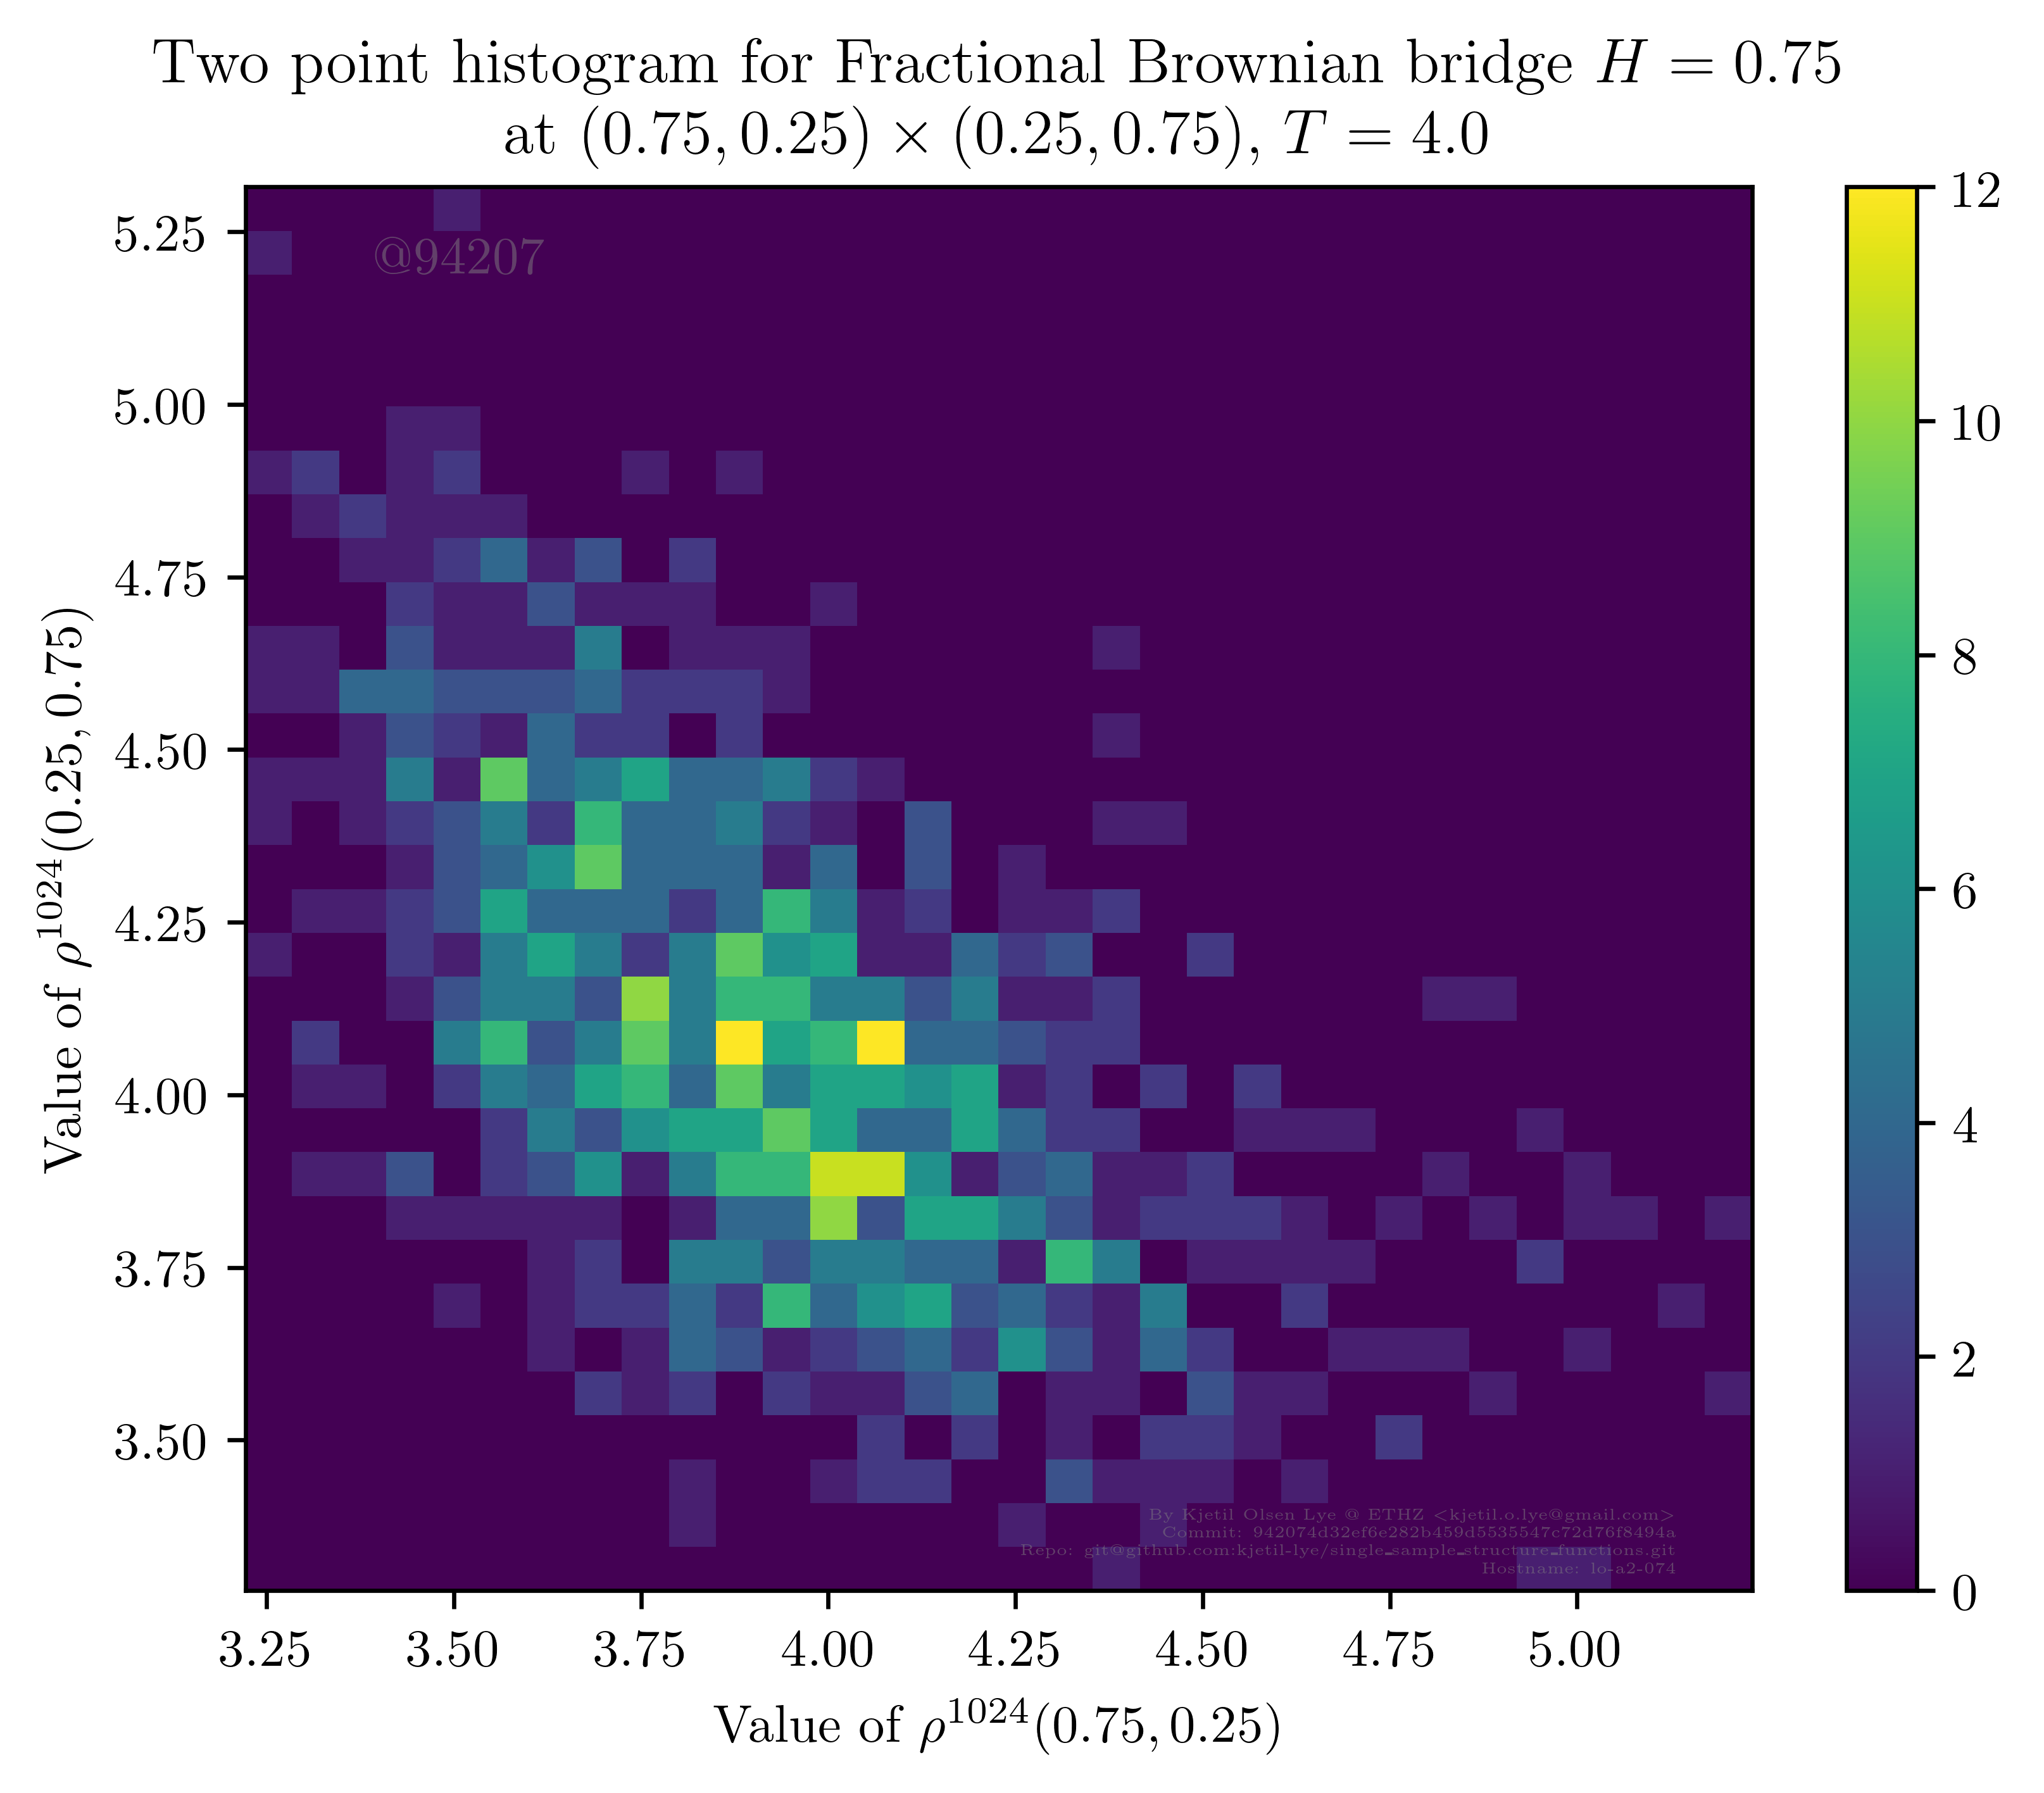 Two point histogram for Fractional Brownian bridge H = 0.75
at (0.75, 0.25) × (0.25, 0.75), T = 4.0
@94207
5.25
5.00
4.75
4.50
4.25
4.00
3.75
3.50
Value of ρ^1024(0.25, 0.75)
3.25 3.50 3.75 4.00 4.25 4.50 4.75 5.00
Value of ρ^1024(0.75, 0.25)
12
10
8
6
4
2
0
By Kjetil Olsen Lye @ ETHZ <kjetil.o.lye@gmail.com>
Commit: 942074d32ef6e282b459d5535547c72d76f8494a
Repo: git@github.com:kjetil-lye/single_sample_structure_functions.git
Hostname: lo-a2-074